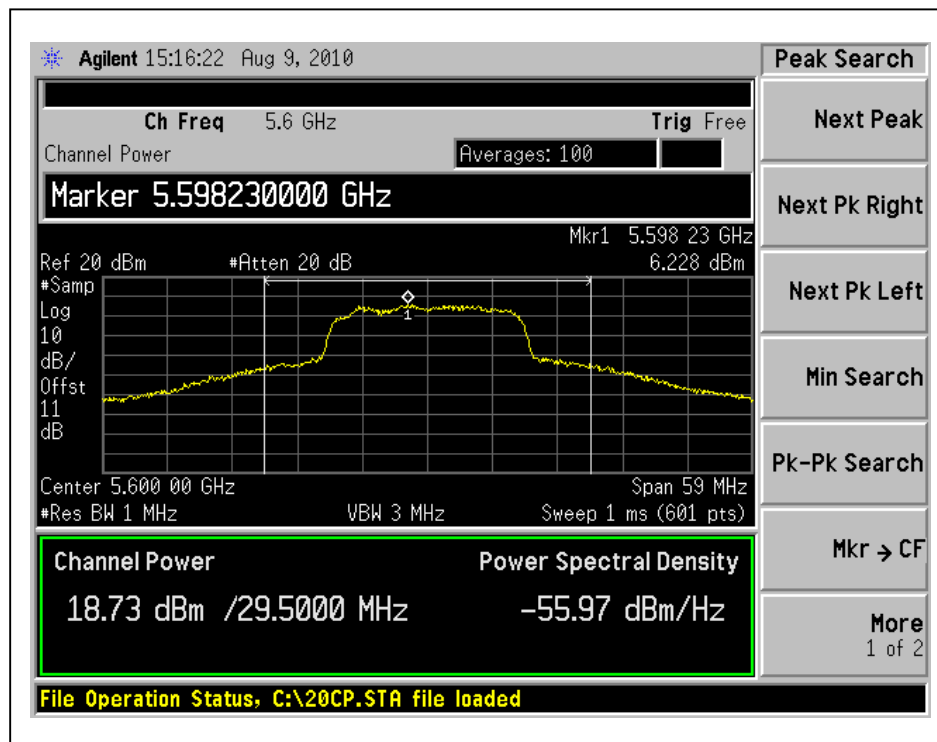 Agilent 15:16:22 Aug 9, 2010
Peak Search
Ch Freq 5.6 GHz Trig Free
Channel Power Averages: 100
Marker 5.598230000 GHz
Mkr1 5.598 23 GHz
Ref 20 dBm #Atten 20 dB 6.228 dBm
#Samp
Log
10
dB/
Offst
11
dB
1
Center 5.600 00 GHz Span 59 MHz
#Res BW 1 MHz VBW 3 MHz Sweep 1 ms (601 pts)
Channel Power Power Spectral Density
18.73 dBm /29.5000 MHz -55.97 dBm/Hz
File Operation Status, C:\20CP.STA file loaded
Next Peak
Next Pk Right
Next Pk Left
Min Search
Pk-Pk Search
Mkr → CF
More
1 of 2